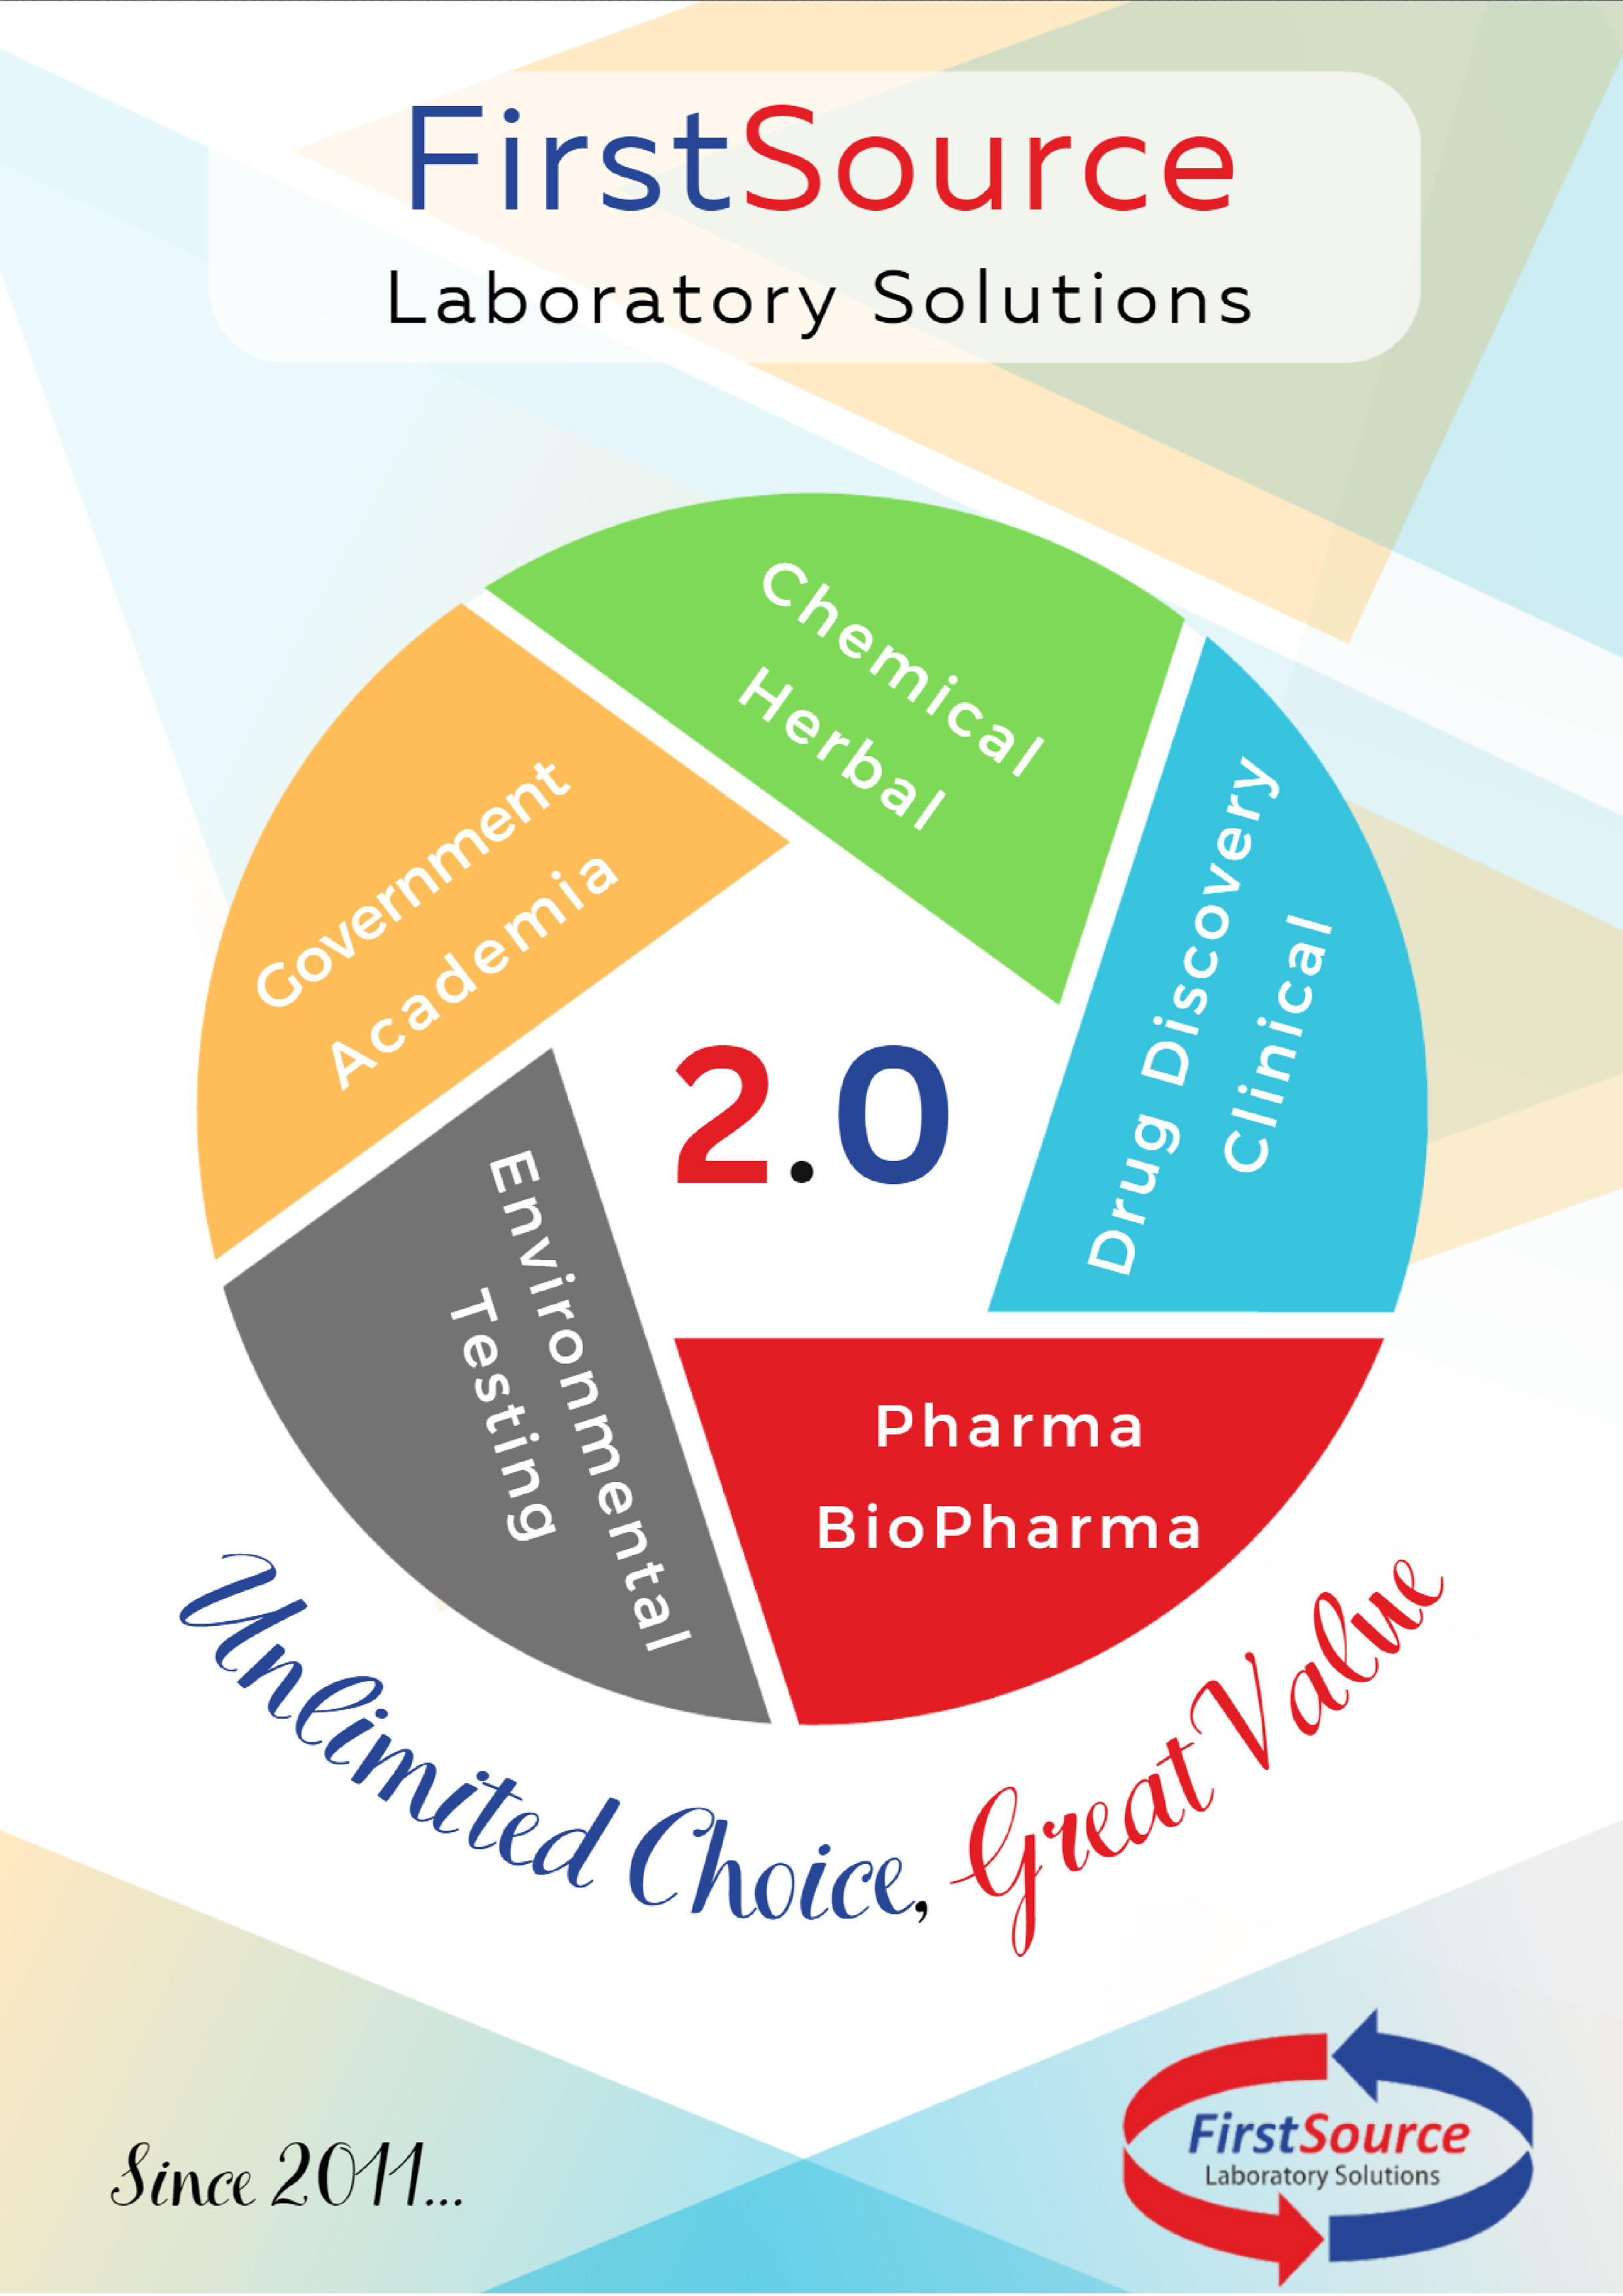 FirstSource
Laboratory Solutions
Chemical
Herbal
Government
Academia
Drug Discovery
Clinical
2.0
Environmental
Testing
Pharma
BioPharma
Unlimited Choice, Great Value
Since 2011...
FirstSource
Laboratory Solutions